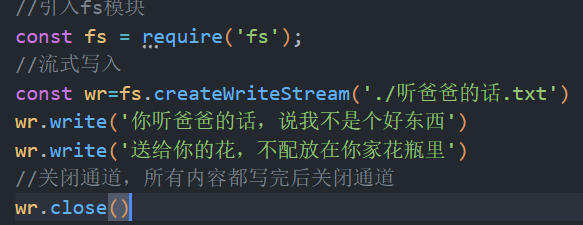 //引入fs模块
const fs = require('fs');
//流式写入
const wr=fs.createWriteStream('./听爸爸的话.txt')
wr.write('你听爸爸的话，说我不是个好东西')
wr.write('送给你的花，不配放在你家花瓶里')
//关闭通道，所有内容都写完后关闭通道
wr.close()